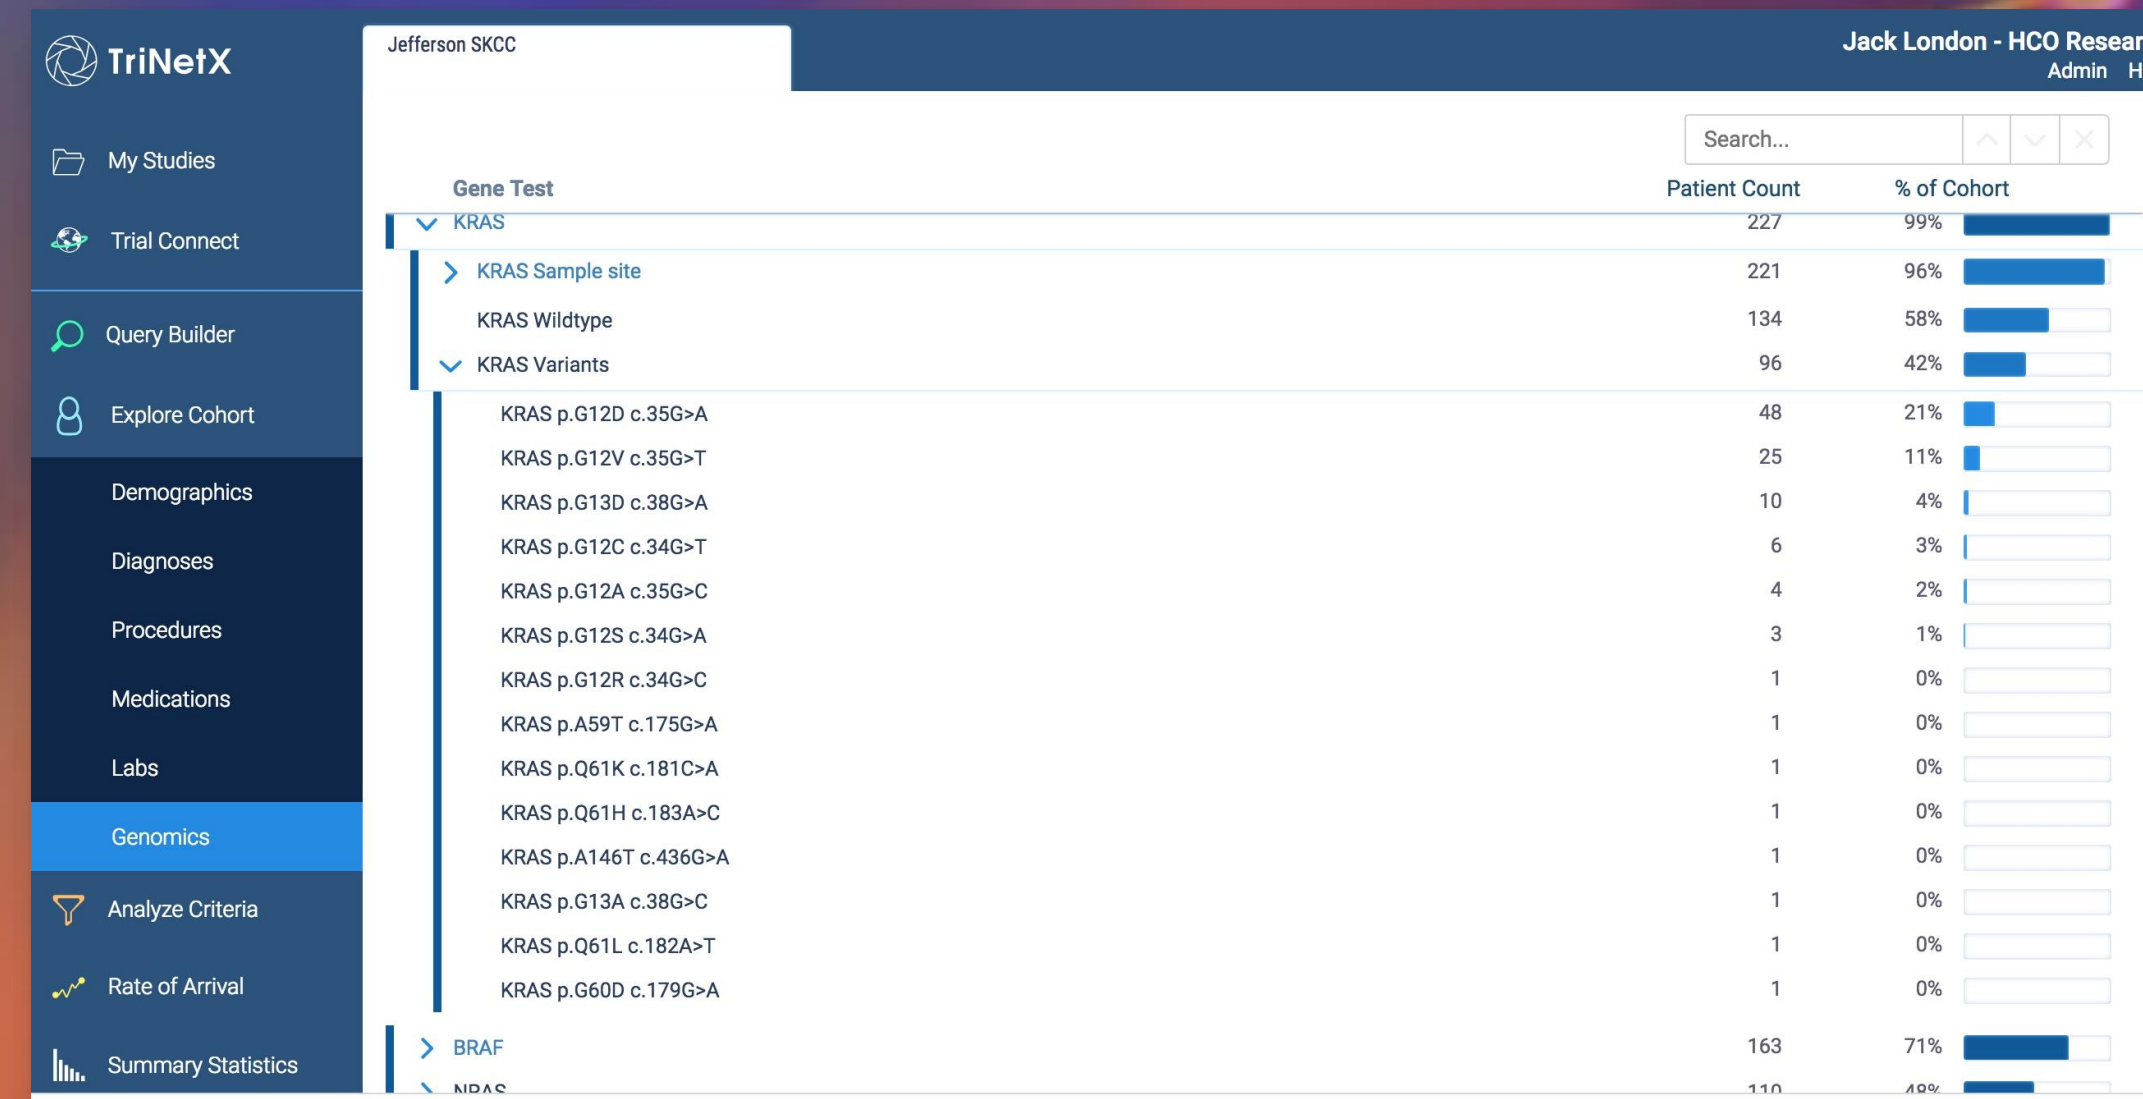 TriNetX
Jefferson SKCC
Jack London - HCO Resear
Admin H
My Studies
Trial Connect
Query Builder
Explore Cohort
Demographics
Diagnoses
Procedures
Medications
Labs
Genomics
Analyze Criteria
Rate of Arrival
Summary Statistics
Search...
Gene Test Patient Count % of Cohort
KRAS 227 99%
KRAS Sample site 221 96%
KRAS Wildtype 134 58%
KRAS Variants 96 42%
KRAS p.G12D c.35G>A 48 21%
KRAS p.G12V c.35G>T 25 11%
KRAS p.G13D c.38G>A 10 4%
KRAS p.G12C c.34G>T 6 3%
KRAS p.G12A c.35G>C 4 2%
KRAS p.G12S c.34G>A 3 1%
KRAS p.G12R c.34G>C 1 0%
KRAS p.A59T c.175G>A 1 0%
KRAS p.Q61K c.181C>A 1 0%
KRAS p.Q61H c.183A>C 1 0%
KRAS p.A146T c.436G>A 1 0%
KRAS p.G13A c.38G>C 1 0%
KRAS p.Q61L c.182A>T 1 0%
KRAS p.G60D c.179G>A 1 0%
BRAF 163 71%
NRAS 110 48%